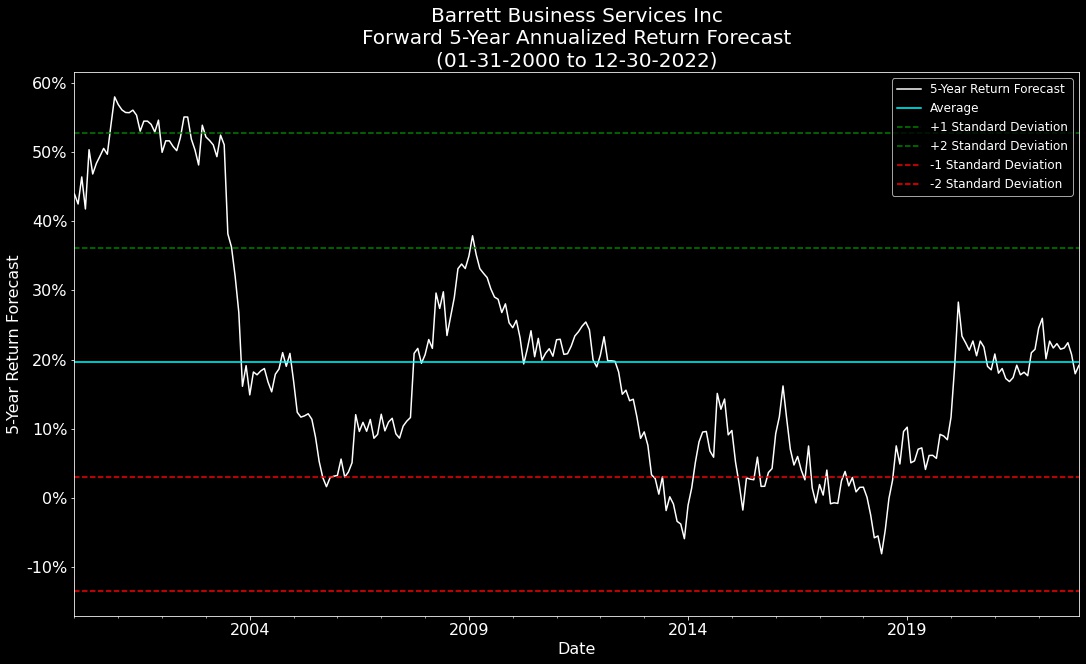 Barrett Business Services Inc
Forward 5-Year Annualized Return Forecast
(01-31-2000 to 12-30-2022)
5-Year Return Forecast
Average
+1 Standard Deviation
+2 Standard Deviation
-1 Standard Deviation
-2 Standard Deviation
5-Year Return Forecast
60%
50%
40%
30%
20%
10%
0%
-10%
2004
2009
2014
2019
Date